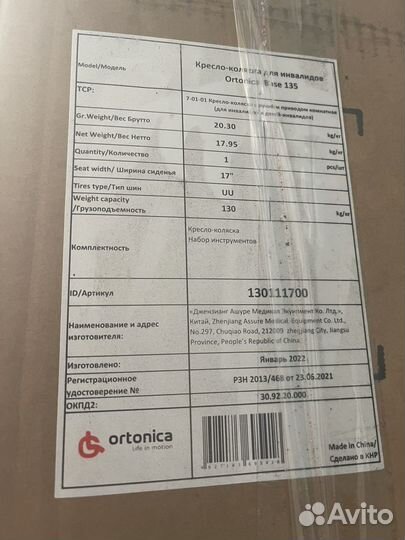 Model/Модель
Кресло-коляска для инвалидов
Ortonica Base 135
ТСР:
7-01-01 Кресло-коляска с ручным приводом комнатная
(для инвалидов и детей-инвалидов)
Gr.Weight/Вес Брутто
20.30
kg/кг
Net Weight/Вес Нетто
17.95
kg/кг
Quantity/Количество
1
pcs/шт
Seat width/ Ширина сиденья
17"
Tires type/Тип шин
UU
Weight capacity
/Грузоподъемность
130
kg/кг
Комплектность
Кресло-коляска
Набор инструментов
ID/Артикул
130111700
Наименование и адрес
изготовителя:
«Дженьзианг Ашуре Медикал Экуипмент Ко. Лтд.»,
Китай, Zhenjiang Assure Medical Equipment Co., Ltd.,
No.297, Chuqiao Road, 212009 zhenjiang City, Jiangsu
Province, People's Republic of China
Изготовлено:
Январь 2022
Регистрационное
удостоверение №
РЗН 2013/468 от 23.06.2021
ОКПД2:
30.92.20.000
ortonica
Life in motion
Made in China/
Сделано в КНР
Avito